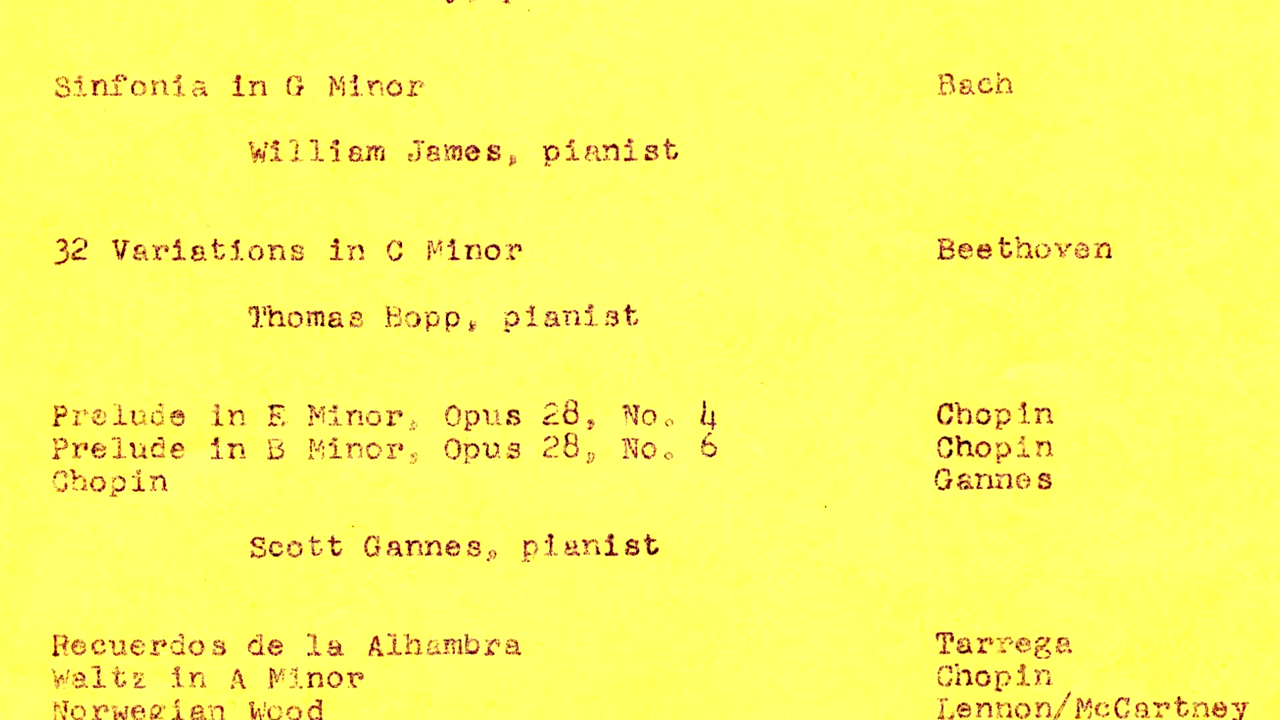 Sinfonia in G Minor Bach
William James, pianist
32 Variations in C Minor Beethoven
Thomas Bopp, pianist
Prelude in E Minor, Opus 28, No. 4 Chopin
Prelude in B Minor, Opus 28, No. 6 Chopin
Chopin Gannes
Scott Gannes, pianist
Recuerdos de la Alhambra Tarrega
Waltz in A Minor Chopin
Norwegian Wood Lennon/McCartney